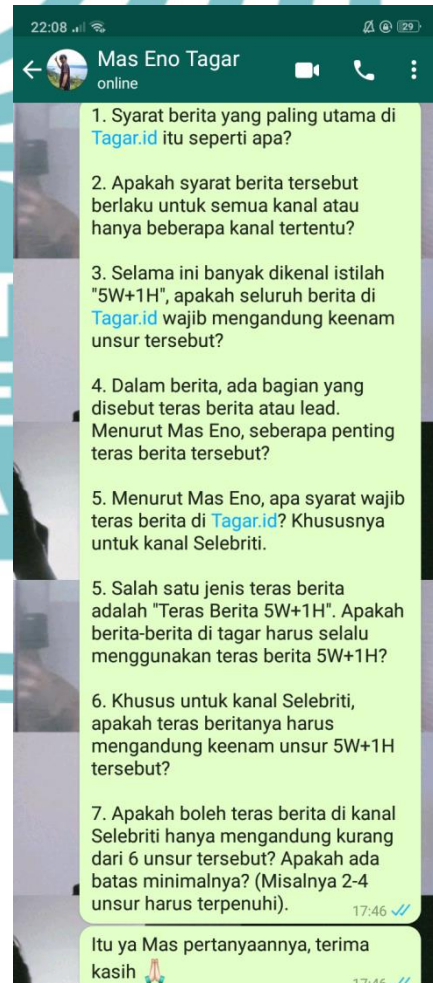 22:08
29
Mas Eno Tagar
online
1. Syarat berita yang paling utama di
Tagar.id itu seperti apa?
2. Apakah syarat berita tersebut
berlaku untuk semua kanal atau
hanya beberapa kanal tertentu?
3. Selama ini banyak dikenal istilah
"5W+1H", apakah seluruh berita di
Tagar.id wajib mengandung keenam
unsur tersebut?
4. Dalam berita, ada bagian yang
disebut teras berita atau lead.
Menurut Mas Eno, seberapa penting
teras berita tersebut?
5. Menurut Mas Eno, apa syarat wajib
teras berita di Tagar.id? Khususnya
untuk kanal Selebriti.
5. Salah satu jenis teras berita
adalah "Teras Berita 5W+1H". Apakah
berita-berita di tagar harus selalu
menggunakan teras berita 5W+1H?
6. Khusus untuk kanal Selebriti,
apakah teras beritanya harus
mengandung keenam unsur 5W+1H
tersebut?
7. Apakah boleh teras berita di kanal
Selebriti hanya mengandung kurang
dari 6 unsur tersebut? Apakah ada
batas minimalnya? (Misalnya 2-4
unsur harus terpenuhi). 17:46
Itu ya Mas pertanyaannya, terima
kasih 🙏🏻 17:46